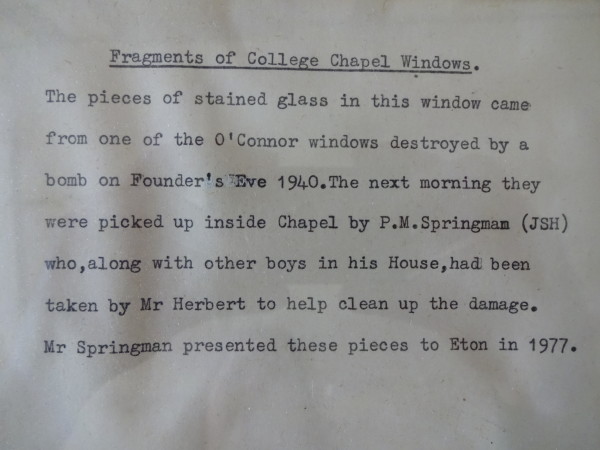 Fragments of College Chapel Windows.
The pieces of stained glass in this window came
from one of the O'Connor windows destroyed by a
bomb on Founder's Eve 1940.The next morning they
were picked up inside Chapel by P.M.Springman (JSH)
who,along with other boys in his House,had been
taken by Mr Herbert to help clean up the damage.
Mr Springman presented these pieces to Eton in 1977.